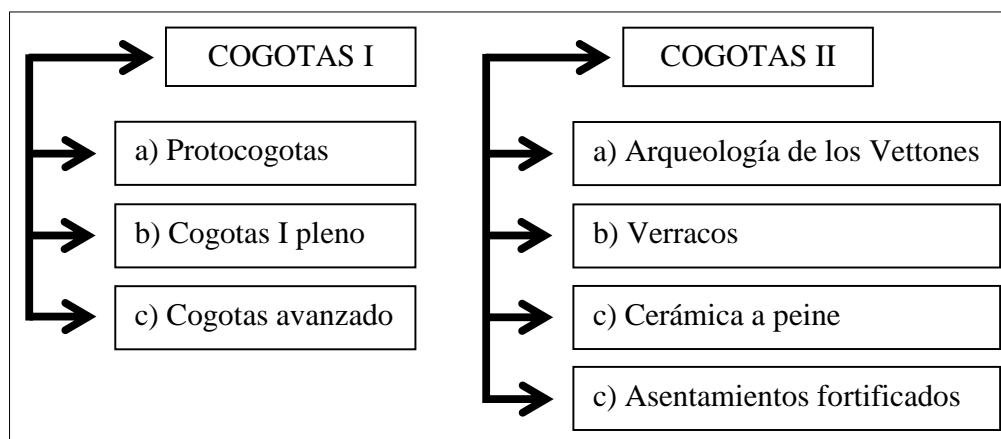 COGOTAS I
a) Protocogotas
b) Cogotas I pleno
c) Cogotas avanzado
COGOTAS II
a) Arqueología de los Vettones
b) Verracos
c) Cerámica a peine
c) Asentamientos fortificados